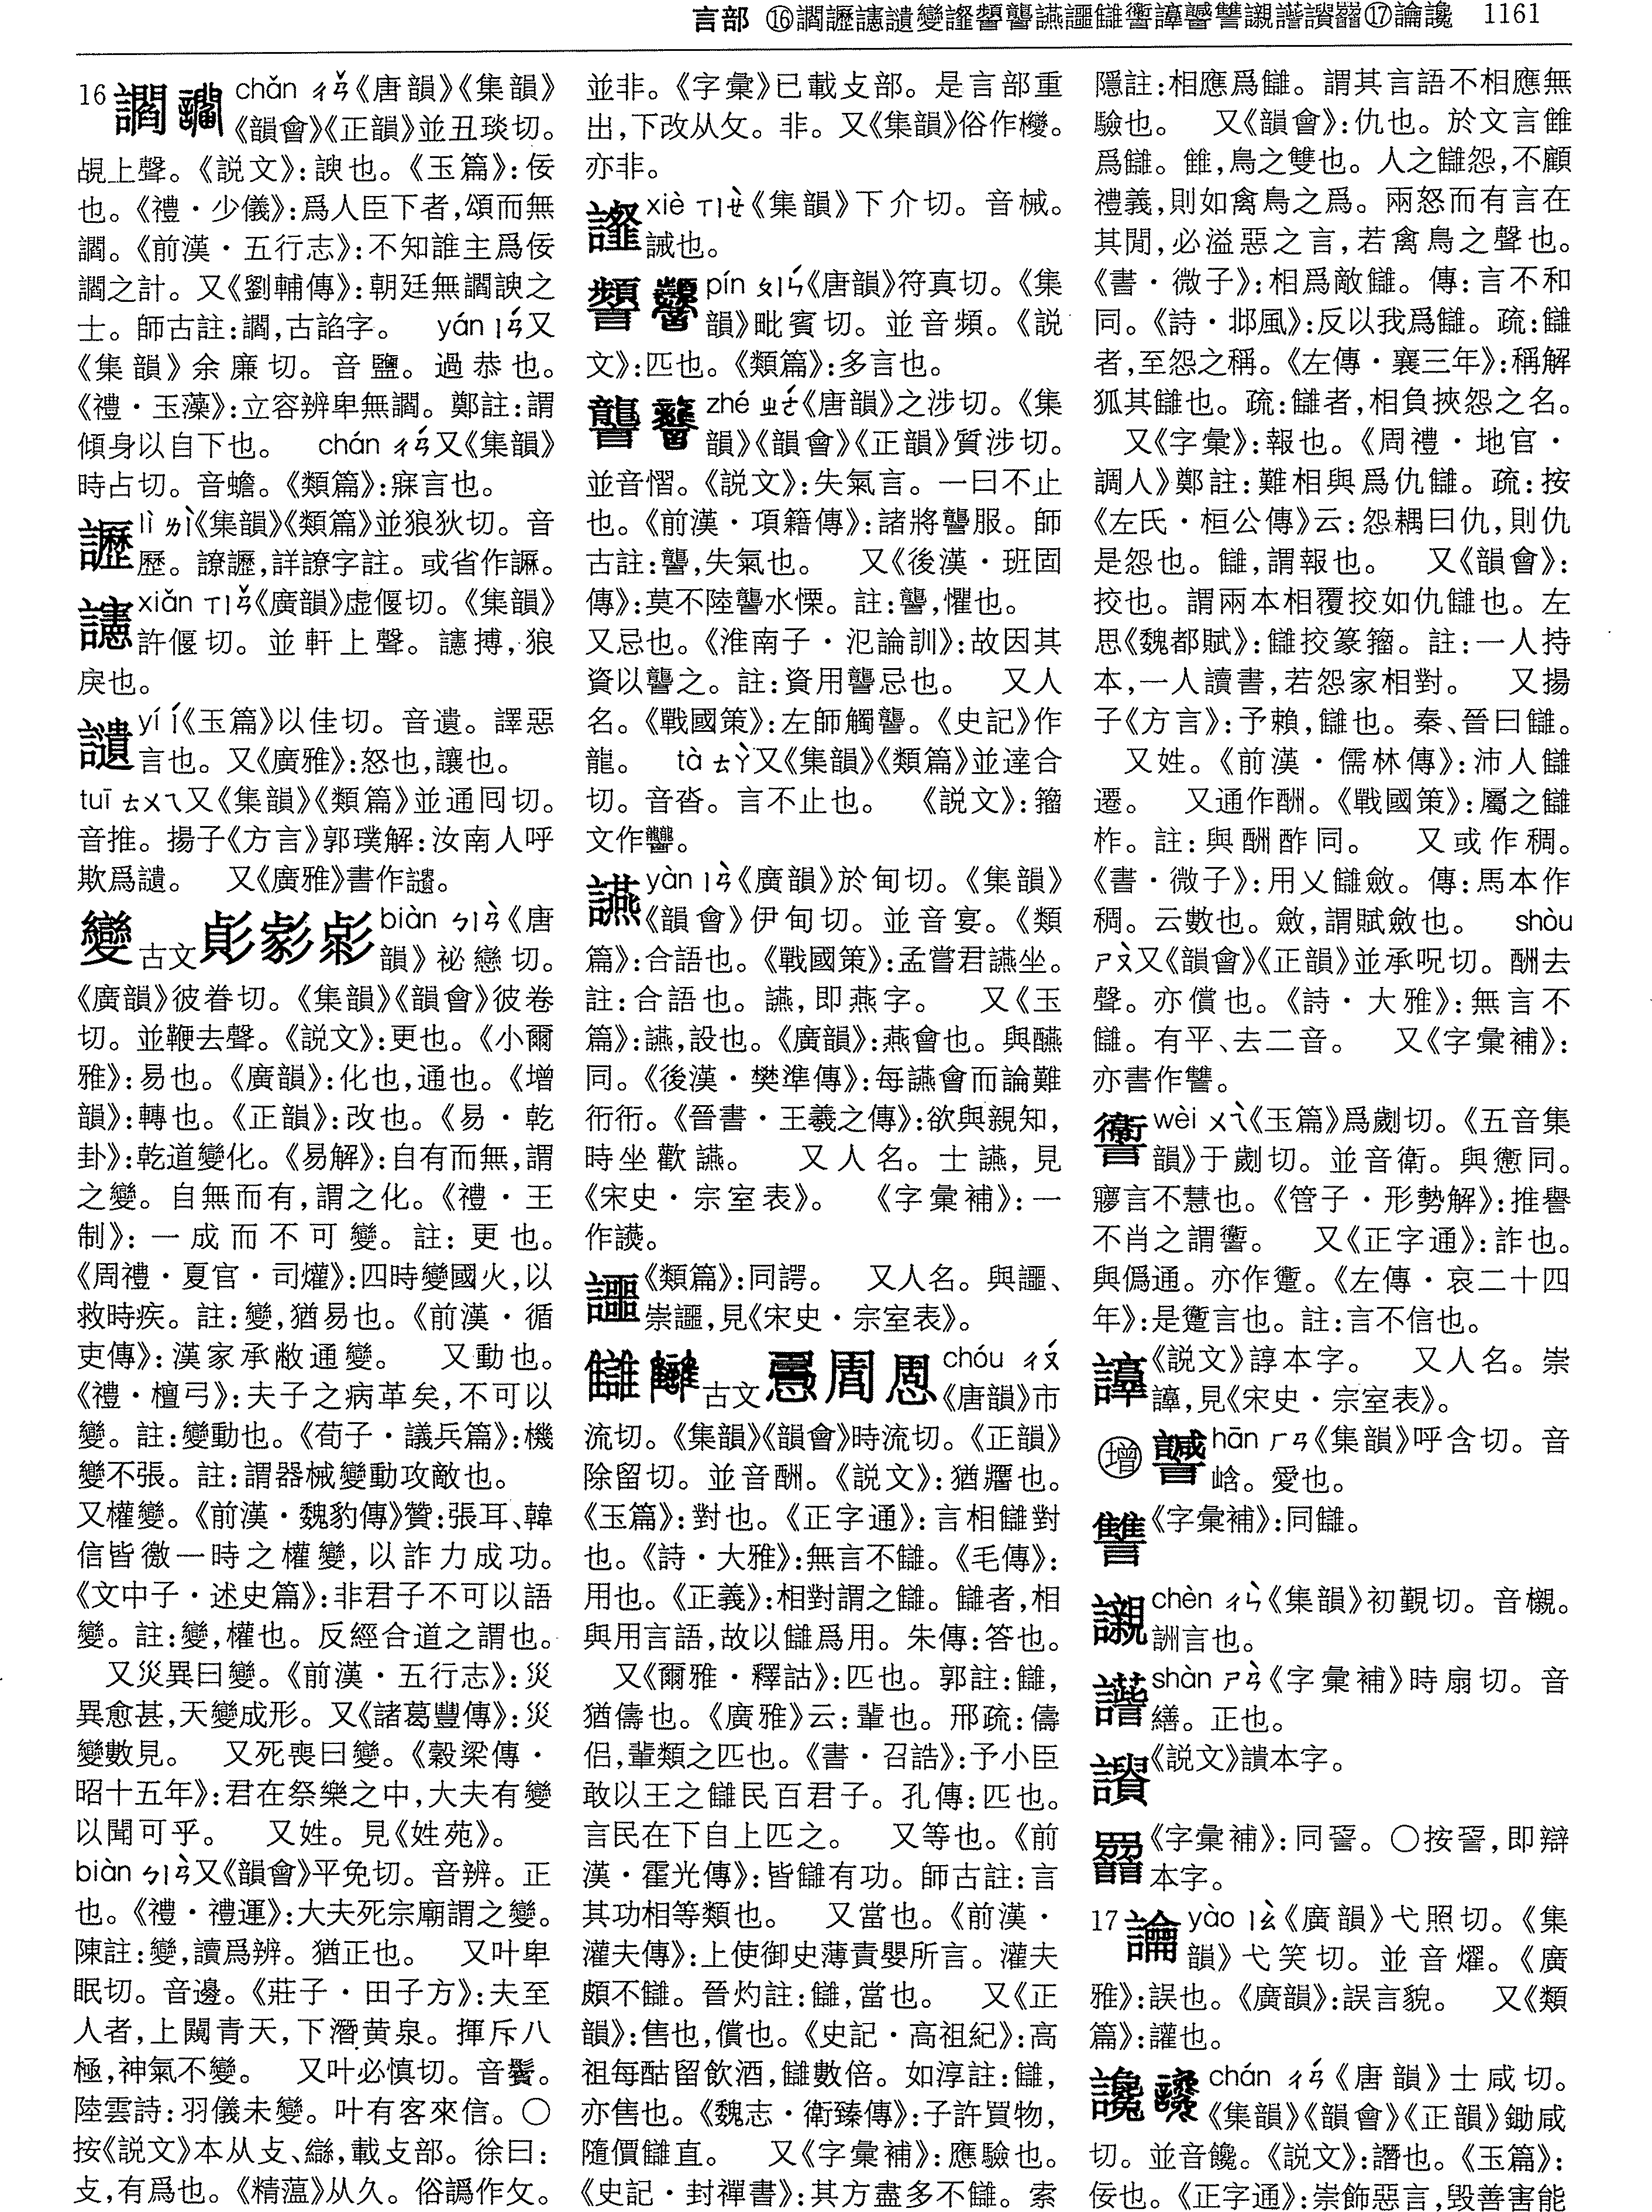 言部 ⑯讇讈𧭪讉變𧭻𧭹讋讌讍讎讏𧮀𧮂讐𧭼𧮁⑰論讒 1161
16讇 chǎn ㄔㄢˇ《唐韻》《集韻》
《韻會》《正韻》並丑琰切。
覘上聲。《説文》：諛也。《玉篇》：佞
也。《禮·少儀》：爲人臣下者，頌而無
讇。《前漢·五行志》：不知誰主爲佞
讇之計。又《劉輔傳》：朝廷無讇諛之
士。師古註：讇，古諂字。 yán ㄧㄢˊ又
《集韻》余廉切。音鹽。過恭也。
《禮·玉藻》：立容辨卑無讇。鄭註：謂
傾身以自下也。 chán ㄔㄢˊ又《集韻》
時占切。音蟾。《類篇》：寐言也。
讈 lì ㄌㄧˋ《集韻》《類篇》並狼狄切。音
歷。讈，詳字註。或省作。
xiǎn ㄒㄧㄢˇ《廣韻》虛偃切。《集韻》
許偃切。並軒上聲。搏，狼
戾也。
讉 yí ㄧˊ《玉篇》以佳切。音遺。譯惡
言也。又《廣雅》：怒也，讓也。
tuī ㄊㄨㄟ又《集韻》《類篇》並通回切。
音推。揚子《方言》郭璞解：汝南人呼
欺爲讉。 又《廣雅》書作。
變 古文 biàn ㄅㄧㄢˋ《唐
韻》祕戀切。
《廣韻》彼眷切。《集韻》《韻會》彼卷
切。並鞭去聲。《説文》：更也。《小爾
雅》：易也。《廣韻》：化也，通也。《增
韻》：轉也。《正韻》：改也。《易·乾
卦》：乾道變化。《易解》：自有而無，謂
之變。自無而有，謂之化。《禮·王
制》：一成而不可變。註：更也。
《周禮·夏官·司爟》：四時變國火，以
救時疾。註：變，猶易也。《前漢·循
吏傳》：漢家承敝通變。 又動也。
《禮·檀弓》：夫子之病革矣，不可以
變。註：變動也。《荀子·議兵篇》：機
變不張。註：謂器械變動攻敵也。
又權變。《前漢·魏豹傳》贊：張耳、韓
信皆徼一時之權變，以詐力成功。
《文中子·述史篇》：非君子不可以語
變。註：變，權也。反經合道之謂也。
又災異曰變。《前漢·五行志》：災
異愈甚，天變成形。又《諸葛豐傳》：災
變數見。 又死喪曰變。《穀梁傳·
昭十五年》：君在祭樂之中，大夫有變
以聞可乎。 又姓。見《姓苑》。
biàn ㄅㄧㄢˋ又《韻會》平免切。音辨。正
也。《禮·禮運》：大夫死宗廟謂之變。
陳註：變，讀爲辨。猶正也。 又叶卑
眠切。音邊。《莊子·田子方》：夫至
人者，上闚青天，下潛黄泉。揮斥八
極，神氣不變。 又叶必慎切。音鬢。
陸雲詩：羽儀未變。叶有客來信。○
按《説文》本从攴、䜌，載攴部。徐曰：
攴，有爲也。《精薀》从久。俗譌作攵。
並非。《字彙》已載攴部。是言部重
出，下改从攵。非。又《集韻》俗作。
亦非。
xiè ㄒㄧㄝˋ《集韻》下介切。音械。
誡也。
pín ㄆㄧㄣˊ《唐韻》符真切。《集
韻》毗賓切。並音頻。《説
文》：匹也。《類篇》：多言也。
讋 zhé ㄓㄜˊ《唐韻》之涉切。《集
韻》《韻會》《正韻》質涉切。
並音慴。《説文》：失氣言。一曰不止
也。《前漢·項籍傳》：諸將讋服。師
古註：讋，失氣也。 又《後漢·班固
傳》：莫不陸讋水慄。註：讋，懼也。
又忌也。《淮南子·氾論訓》：故因其
資以讋之。註：資用讋忌也。 又人
名。《戰國策》：左師觸讋。《史記》作
龍。 tà ㄊㄚˋ又《集韻》《類篇》並達合
切。音沓。言不止也。 《説文》：籀
文作。
讌 yàn ㄧㄢˋ《廣韻》於甸切。《集韻》
《韻會》伊甸切。並音宴。《類
篇》：合語也。《戰國策》：孟嘗君讌坐。
註：合語也。讌，即燕字。 又《玉
篇》：讌，設也。《廣韻》：燕會也。與醼
同。《後漢·樊準傳》：每讌會而論難
衎衎。《晉書·王羲之傳》：欲與親知，
時坐歡讌。 又人名。士讌，見
《宋史·宗室表》。 《字彙補》：一
作。
讍 《類篇》：同諤。 又人名。與讍、
崇讍，見《宋史·宗室表》。
讎 古文 chóu ㄔㄡˊ
《唐韻》市
流切。《集韻》《韻會》時流切。《正韻》
除留切。並音酬。《説文》：猶譍也。
《玉篇》：對也。《正字通》：言相讎對
也。《詩·大雅》：無言不讎。《毛傳》：
用也。《正義》：相對謂之讎。讎者，相
與用言語，故以讎爲用。朱傳：答也。
又《爾雅·釋詁》：匹也。郭註：讎，
猶儔也。《廣雅》云：輩也。邢疏：儔
侣，輩類之匹也。《書·召誥》：予小臣
敢以王之讎民百君子。孔傳：匹也。
言民在下自上匹之。 又等也。《前
漢·霍光傳》：皆讎有功。師古註：言
其功相等類也。 又當也。《前漢·
灌夫傳》：上使御史薄責嬰所言。灌夫
頗不讎。晉灼註：讎，當也。 又《正
韻》：售也，償也。《史記·高祖紀》：高
祖每酤留飲酒，讎數倍。如淳註：讎，
亦售也。《魏志·衛臻傳》：子許買物，
隨價讎直。 又《字彙補》：應驗也。
《史記·封禪書》：其方盡多不讎。索
隱註：相應爲讎。謂其言語不相應無
驗也。 又《韻會》：仇也。於文言雔
爲讎。雔，鳥之雙也。人之讎怨，不顧
禮義，則如禽鳥之爲。兩怒而有言在
其閒，必溢惡之言，若禽鳥之聲也。
《書·微子》：相爲敵讎。傳：言不和
同。《詩·邶風》：反以我爲讎。疏：讎
者，至怨之稱。《左傳·襄三年》：稱解
狐其讎也。疏：讎者，相負挾怨之名。
又《字彙》：報也。《周禮·地官·
調人》鄭註：難相與爲仇讎。疏：按
《左氏·桓公傳》云：怨耦曰仇，則仇
是怨也。讎，謂報也。 又《韻會》：
挍也。謂兩本相覆挍如仇讎也。左
思《魏都賦》：讎挍篆籀。註：一人持
本，一人讀書，若怨家相對。 又揚
子《方言》：予賴，讎也。秦、晉曰讎。
又姓。《前漢·儒林傳》：沛人讎
遷。 又通作酬。《戰國策》：屬之讎
柞。註：與酬酢同。 又或作稠。
《書·微子》：用乂讎斂。傳：馬本作
稠。云數也。斂，謂賦斂也。 shòu
ㄕㄡˋ又《韻會》《正韻》並承呪切。酬去
聲。亦償也。《詩·大雅》：無言不
讎。有平、去二音。 又《字彙補》：
亦書作讐。
讏 wèi ㄨㄟˋ《玉篇》爲劌切。《五音集
韻》于劌切。並音衛。與㦣同。
寱言不慧也。《管子·形勢解》：推譽
不肖之謂讏。 又《正字通》：詐也。
與僞通。亦作躗。《左傳·哀二十四
年》：是躗言也。註：言不信也。
《説文》諄本字。 又人名。崇
，見《宋史·宗室表》。
㊉增 hān ㄏㄢ《集韻》呼含切。音
峆。愛也。
讐 《字彙補》：同讎。
chèn ㄔㄣˋ《集韻》初覲切。音櫬。
詶言也。
shàn ㄕㄢˋ《字彙補》時扇切。音
繕。正也。
《説文》讀本字。
《字彙補》：同。○按，即辯
本字。
17 yào ㄧㄠˋ《廣韻》弋照切。《集
韻》弋笑切。並音燿。《廣
雅》：誤也。《廣韻》：誤言貌。 又《類
篇》：讙也。
讒 chán ㄔㄢˊ《唐韻》士咸切。
《集韻》《韻會》《正韻》鋤咸
切。並音饞。《説文》：譖也。《玉篇》：
佞也。《正字通》：崇飾惡言，毀善害能